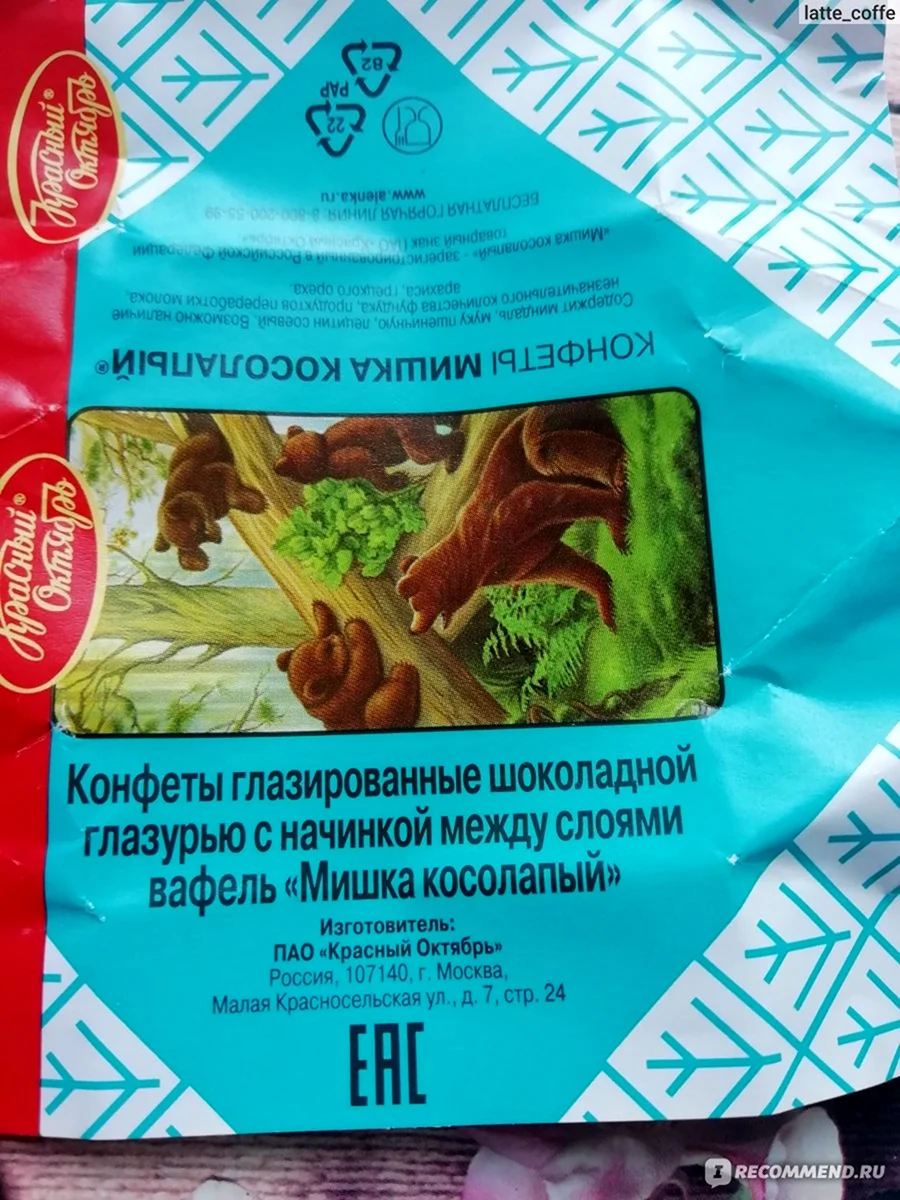 latte_coffe
Красный®
Октябрь
82
PAP
22
www.alenka.ru
БЕСПЛАТНАЯ ГОРЯЧАЯ ЛИНИЯ: 8-800-200-55-99
«Мишка косолапый» - зарегистрированный в Российской Федерации
товарный знак ПАО «Красный Октябрь».
Содержит миндаль, муку пшеничную, лецитин соевый. Возможно наличие
незначительного количества фундука, продуктов переработки молока,
арахиса, грецкого ореха.
КОНФЕТЫ МИШКА КОСОЛАПЫЙ®
Красный®
Октябрь
Конфеты глазированные шоколадной
глазурью с начинкой между слоями
вафель «Мишка косолапый»
Изготовитель:
ПАО «Красный Октябрь»
Россия, 107140, г. Москва,
Малая Красносельская ул., д. 7, стр. 24
EAC
RECOMMEND.RU